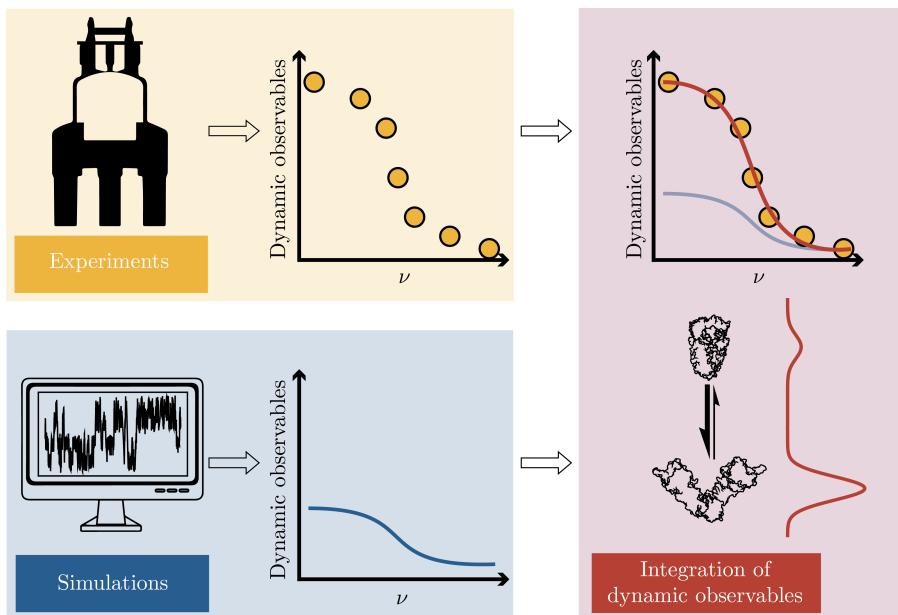 Dynamic observables
ν
Experiments
Dynamic observables
ν
Simulations
Dynamic observables
ν
Integration of
dynamic observables